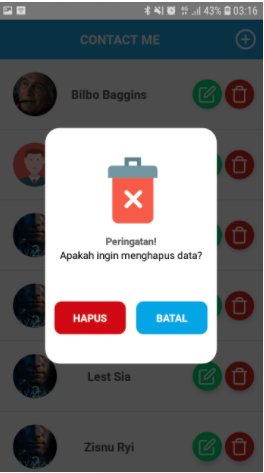 43% 03:16
CONTACT ME
Bilbo Baggins
Peringatan!
Apakah ingin menghapus data?
HAPUS
BATAL
Lest Sia
Zisnu Ryi